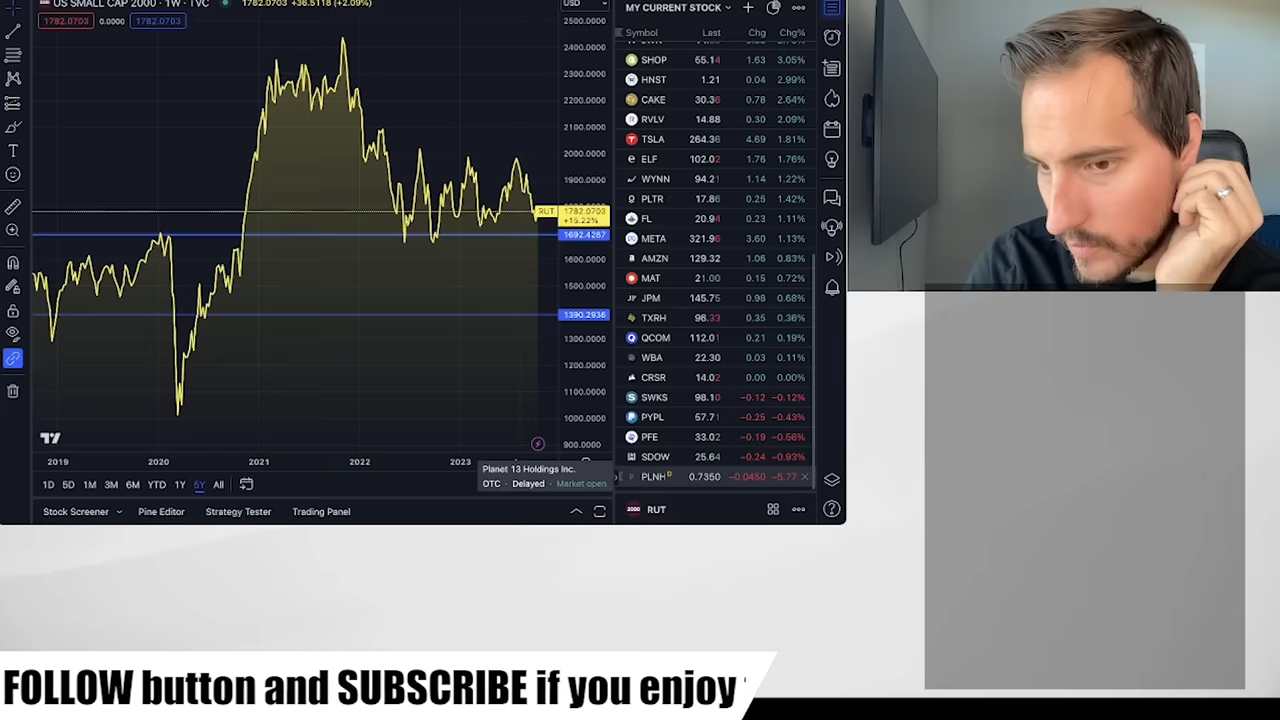 US SMALL CAP 2000 · 1W · TVC 1782.0703 +36.5118 (+2.09%)
1782.0703 0.0000 1782.0703
USD
2500.0000
2400.0000
2300.0000
2200.0000
2100.0000
2000.0000
1900.0000
RUT 1782.0703
+15.22%
1692.4287
1600.0000
1500.0000
1390.2936
1300.0000
1200.0000
1100.0000
1000.0000
900.0000
2019 2020 2021 2022 2023
Planet 13 Holdings Inc.
OTC · Delayed · Market open
1D 5D 1M 3M 6M YTD 1Y 5Y All
Stock Screener Pine Editor Strategy Tester Trading Panel
MY CURRENT STOCK
Symbol Last Chg Chg%
SHOP 65.14 1.63 3.05%
HNST 1.21 0.04 2.99%
CAKE 30.36 0.78 2.64%
RVLV 14.88 0.30 2.09%
TSLA 264.36 4.69 1.81%
ELF 102.02 1.76 1.76%
WYNN 94.21 1.14 1.22%
PLTR 17.86 0.25 1.42%
FL 20.94 0.23 1.11%
META 321.96 3.60 1.13%
AMZN 129.32 1.06 0.83%
MAT 21.00 0.15 0.72%
JPM 145.75 0.98 0.68%
TXRH 96.33 0.35 0.36%
QCOM 112.01 0.21 0.19%
WBA 22.30 0.03 0.11%
CRSR 14.02 0.00 0.00%
SWKS 98.10 −0.12 −0.12%
PYPL 57.71 −0.25 −0.43%
PFE 33.02 −0.19 −0.56%
SDOW 25.64 −0.24 −0.93%
PLNH D 0.7350 −0.0450 −5.77
2000 RUT
FOLLOW button and SUBSCRIBE if you enjoy